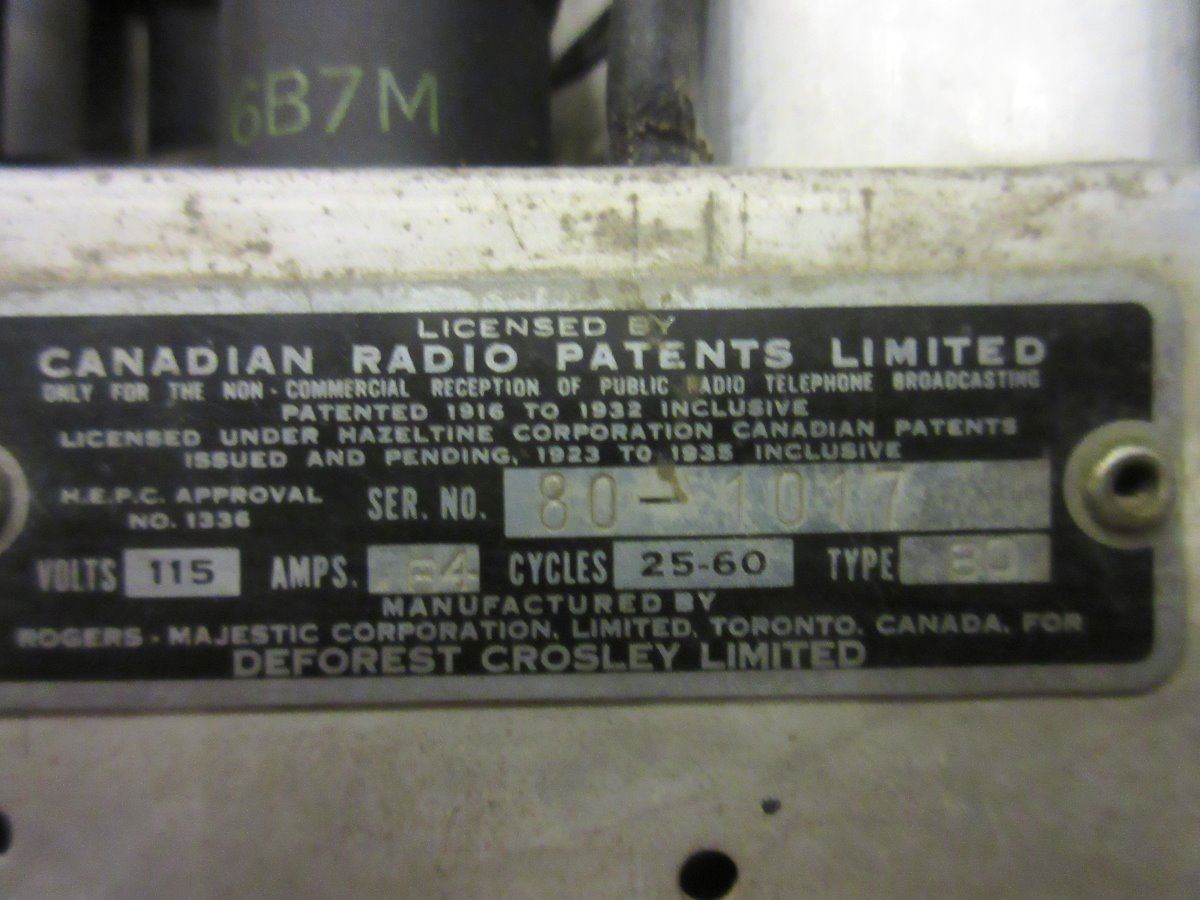 6B7M
LICENSED BY
CANADIAN RADIO PATENTS LIMITED
ONLY FOR THE NON-COMMERCIAL RECEPTION OF PUBLIC RADIO TELEPHONE BROADCASTING
PATENTED 1916 TO 1932 INCLUSIVE
LICENSED UNDER HAZELTINE CORPORATION CANADIAN PATENTS
ISSUED AND PENDING, 1923 TO 1935 INCLUSIVE
H.E.P.C. APPROVAL NO. 1336 SER. NO. 80-1017
VOLTS 115 AMPS. CYCLES 25-60 TYPE 80
MANUFACTURED BY
ROGERS-MAJESTIC CORPORATION, LIMITED, TORONTO, CANADA, FOR
DEFOREST CROSLEY LIMITED